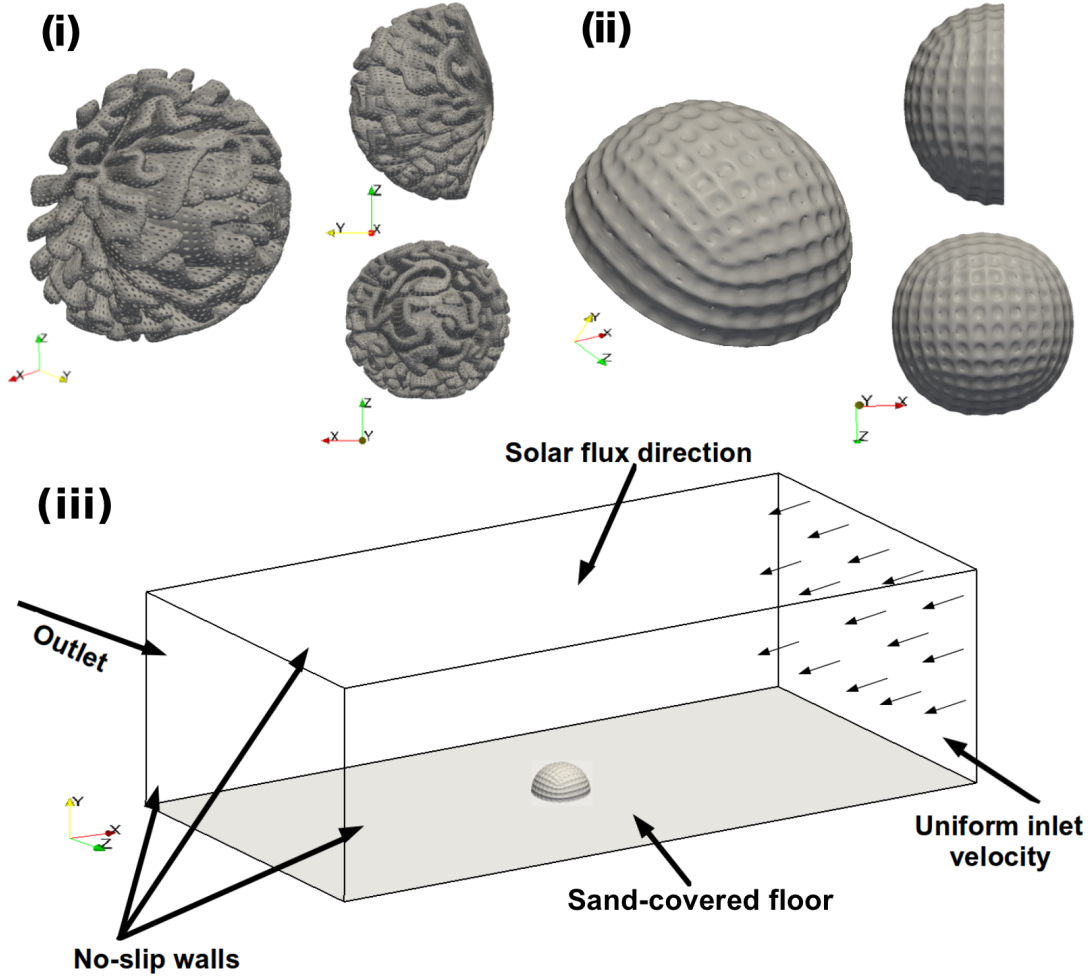 (i)
(ii)
Z
Y
X
Z
X
Y
Z
X
Y
Y
X
Z
Y
X
Z
(iii)
Solar flux direction
Outlet
Y
X
Z
Uniform inlet
velocity
Sand-covered floor
No-slip walls